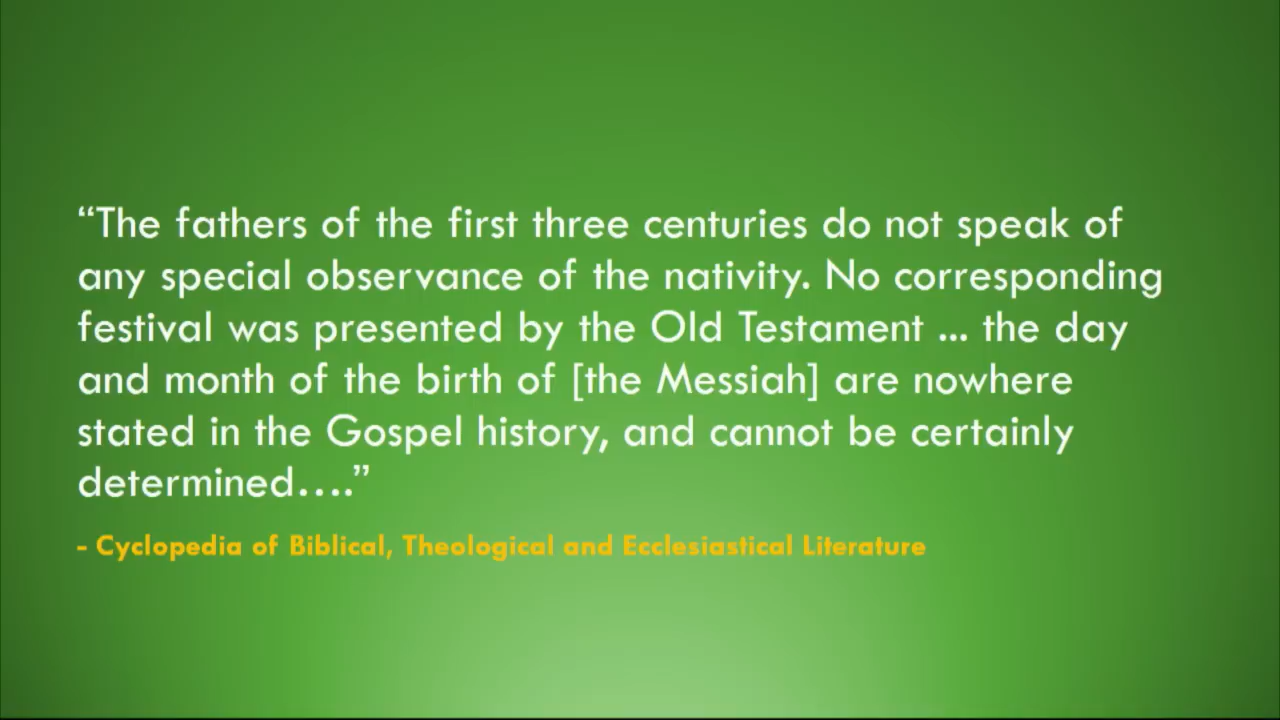 “The fathers of the first three centuries do not speak of
any special observance of the nativity. No corresponding
festival was presented by the Old Testament ... the day
and month of the birth of [the Messiah] are nowhere
stated in the Gospel history, and cannot be certainly
determined….”
- Cyclopedia of Biblical, Theological and Ecclesiastical Literature